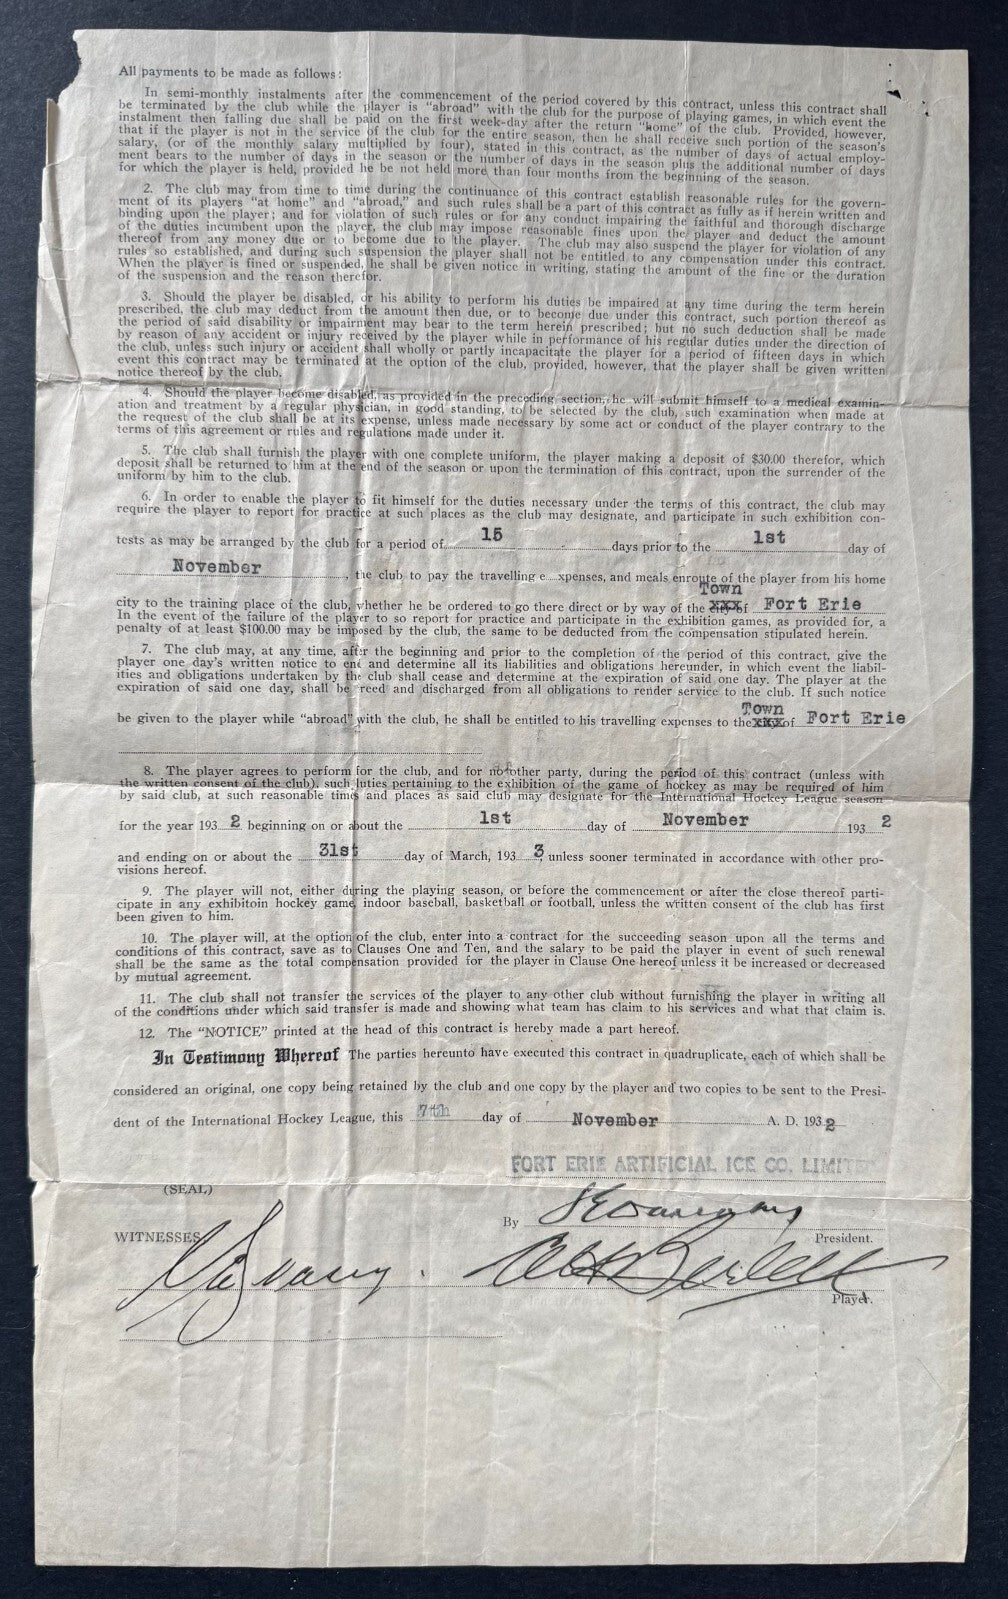 All payments to be made as follows:
In semi-monthly instalments after the commencement of the period covered by this contract, unless this contract shall
be terminated by the club while the player is "abroad" with the club for the purpose of playing games, in which event the
instalment then falling due shall be paid on the first week-day after the return "home" of the club. Provided, however,
that if the player is not in the service of the club for the entire season, then he shall receive such portion of the season's
salary, (or of the monthly salary multiplied by four), stated in this contract, as the number of days of actual employ-
ment bears to the number of days in the season or the number of days in the season plus the additional number of days
for which the player is held, provided he be not held more than four months from the beginning of the season.
2. The club may from time to time during the continuance of this contract establish reasonable rules for the govern-
ment of its players "at home" and "abroad," and such rules shall be a part of this contract as fully as if herein written and
binding upon the player; and for violation of such rules or for any conduct impairing the faithful and thorough discharge
of the duties incumbent upon the player, the club may impose reasonable fines upon the player and deduct the amount
thereof from any money due or to become due to the player. The club may also suspend the player for violation of any
rules so established, and during such suspension the player shall not be entitled to any compensation under this contract.
When the player is fined or suspended, he shall be given notice in writing, stating the amount of the fine or the duration
of the suspension and the reason therefor.
3. Should the player be disabled, or his ability to perform his duties be impaired at any time during the term herein
prescribed, the club may deduct from the amount then due, or to become due under this contract, such portion thereof as
the period of said disability or impairment may bear to the term herein prescribed; but no such deduction shall be made
by reason of any accident or injury received by the player while in performance of his regular duties under the direction of
the club, unless such injury or accident shall wholly or partly incapacitate the player for a period of fifteen days in which
event this contract may be terminated at the option of the club, provided, however, that the player shall be given written
notice thereof by the club.
4. Should the player become disabled, as provided in the preceding section, he will submit himself to a medical examin-
ation and treatment by a regular physician, in good standing, to be selected by the club, such examination when made at
the request of the club shall be at its expense, unless made necessary by some act or conduct of the player contrary to the
terms of this agreement or rules and regulations made under it.
5. The club shall furnish the player with one complete uniform, the player making a deposit of $30.00 therefor, which
deposit shall be returned to him at the end of the season or upon the termination of this contract, upon the surrender of the
uniform by him to the club.
6. In order to enable the player to fit himself for the duties necessary under the terms of this contract, the club may
require the player to report for practice at such places as the club may designate, and participate in such exhibition con-
tests as may be arranged by the club for a period of 15 days prior to the 1st day of
November, the club to pay the travelling e xpenses, and meals enroute of the player from his home
Town
city to the training place of the club, whether he be ordered to go there direct or by way of the xxx of Fort Erie
In the event of the failure of the player to so report for practice and participate in the exhibition games, as provided for, a
penalty of at least $100.00 may be imposed by the club, the same to be deducted from the compensation stipulated herein.
7. The club may, at any time, after the beginning and prior to the completion of the period of this contract, give the
player one day's written notice to end and determine all its liabilities and obligations hereunder, in which event the liabil-
ities and obligations undertaken by the club shall cease and determine at the expiration of said one day. The player at the
expiration of said one day, shall be freed and discharged from all obligations to render service to the club. If such notice
Town
be given to the player while "abroad" with the club, he shall be entitled to his travelling expenses to the xxx of Fort Erie
8. The player agrees to perform for the club, and for no other party, during the period of this contract (unless with
the written consent of the club), such duties pertaining to the exhibition of the game of hockey as may be required of him
by said club, at such reasonable times and places as said club may designate for the International Hockey League season
for the year 193 2 beginning on or about the 1st day of November 193 2
and ending on or about the 31st day of March, 193 3 unless sooner terminated in accordance with other pro-
visions hereof.
9. The player will not, either during the playing season, or before the commencement or after the close thereof parti-
cipate in any exhibitoin hockey game, indoor baseball, basketball or football, unless the written consent of the club has first
been given to him.
10. The player will, at the option of the club, enter into a contract for the succeeding season upon all the terms and
conditions of this contract, save as to Clauses One and Ten, and the salary to be paid the player in event of such renewal
shall be the same as the total compensation provided for the player in Clause One hereof unless it be increased or decreased
by mutual agreement.
11. The club shall not transfer the services of the player to any other club without furnishing the player in writing all
of the conditions under which said transfer is made and showing what team has claim to his services and what that claim is.
12. The "NOTICE" printed at the head of this contract is hereby made a part hereof.
In Testimony Whereof The parties hereunto have executed this contract in quadruplicate, each of which shall be
considered an original, one copy being retained by the club and one copy by the player and two copies to be sent to the Presi-
dent of the International Hockey League, this 7th day of November A. D. 193 2
FORT ERIE ARTIFICIAL ICE CO. LIMITED
(SEAL)
By
WITNESSES
President.
Player.